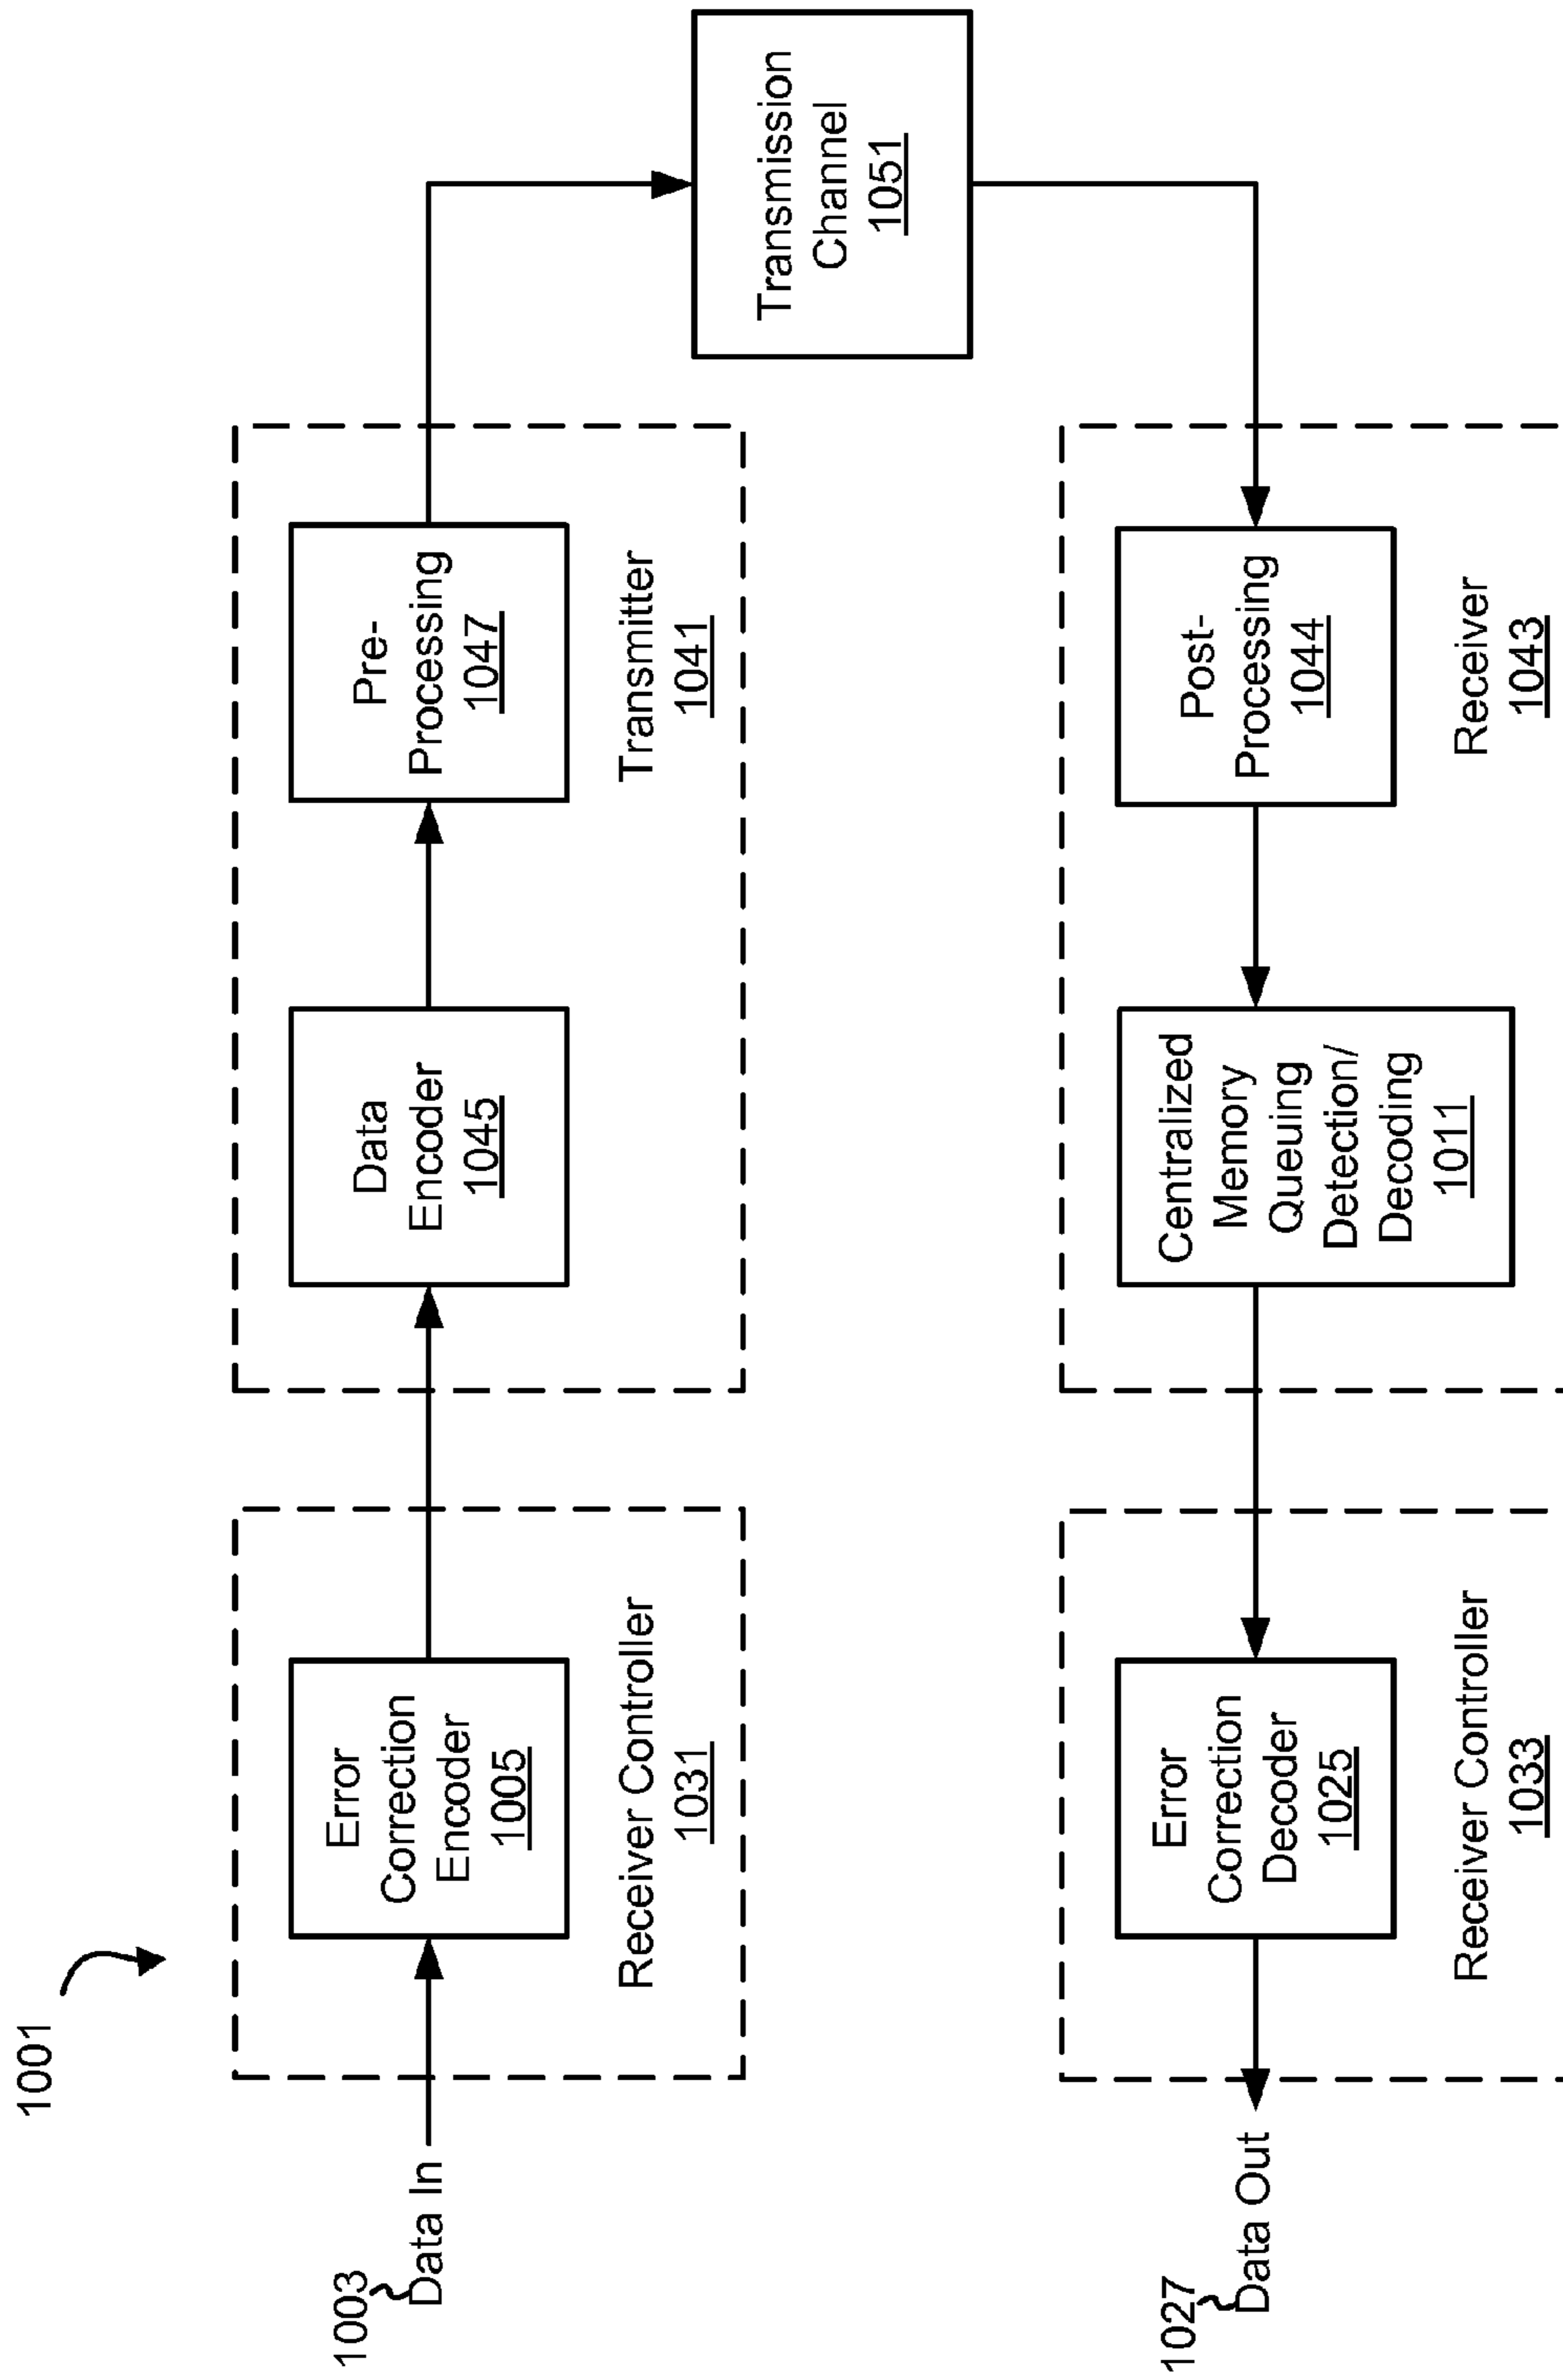 1001
1003
Data In
Error
Correction
Encoder
1005
Receiver Controller
1031
Data
Encoder
1045
Pre-
Processing
1047
Transmitter
1041
Transmission
Channel
1051
1027
Data Out
Error
Correction
Decoder
1025
Receiver Controller
1033
Centralized
Memory
Queuing
Detection/
Decoding
1011
Post-
Processing
1044
Receiver
1043